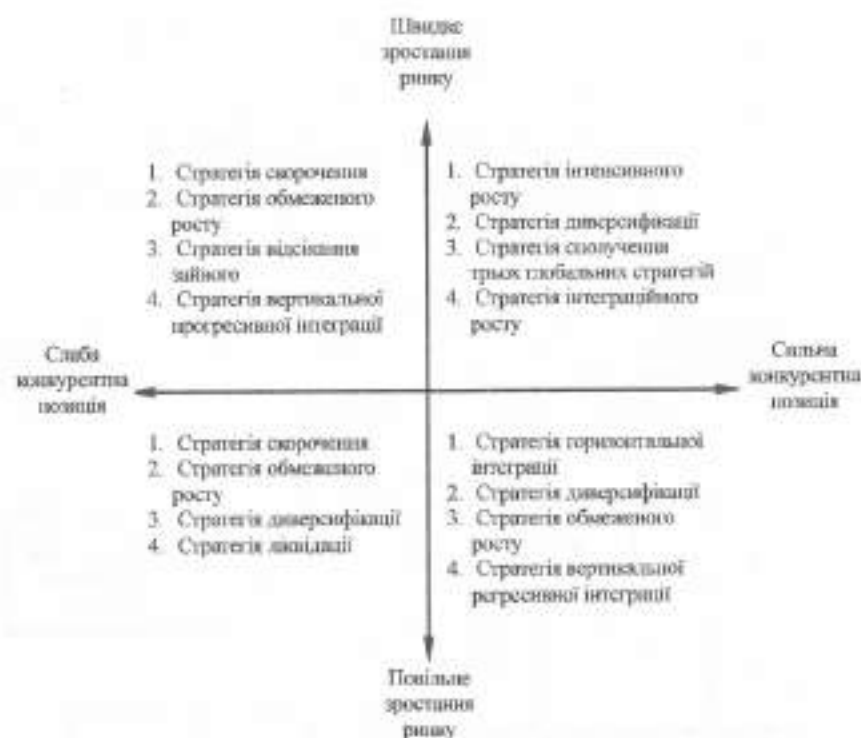 Швидке
зростання
ринку
1. Стратегія скорочення
2. Стратегія обмеженого
росту
3. Стратегія відсікання
зайного
4. Стратегія вертикальної
прогресивної інтеграції
1. Стратегія інтенсивного
росту
2. Стратегія диверсифікації
3. Стратегія сполучення
трьох глобальних стратегій
4. Стратегія інтеграційного
росту
Слаба
конкурентна
позиція
Сильна
конкурентна
позиція
1. Стратегія скорочення
2. Стратегія обмеженого
росту
3. Стратегія диверсифікації
4. Стратегія ліквідації
1. Стратегія горизонтальної
інтеграції
2. Стратегія диверсифікації
3. Стратегія обмеженого
росту
4. Стратегія вертикальної
регресивної інтеграції
Повільне
зростання
ринку